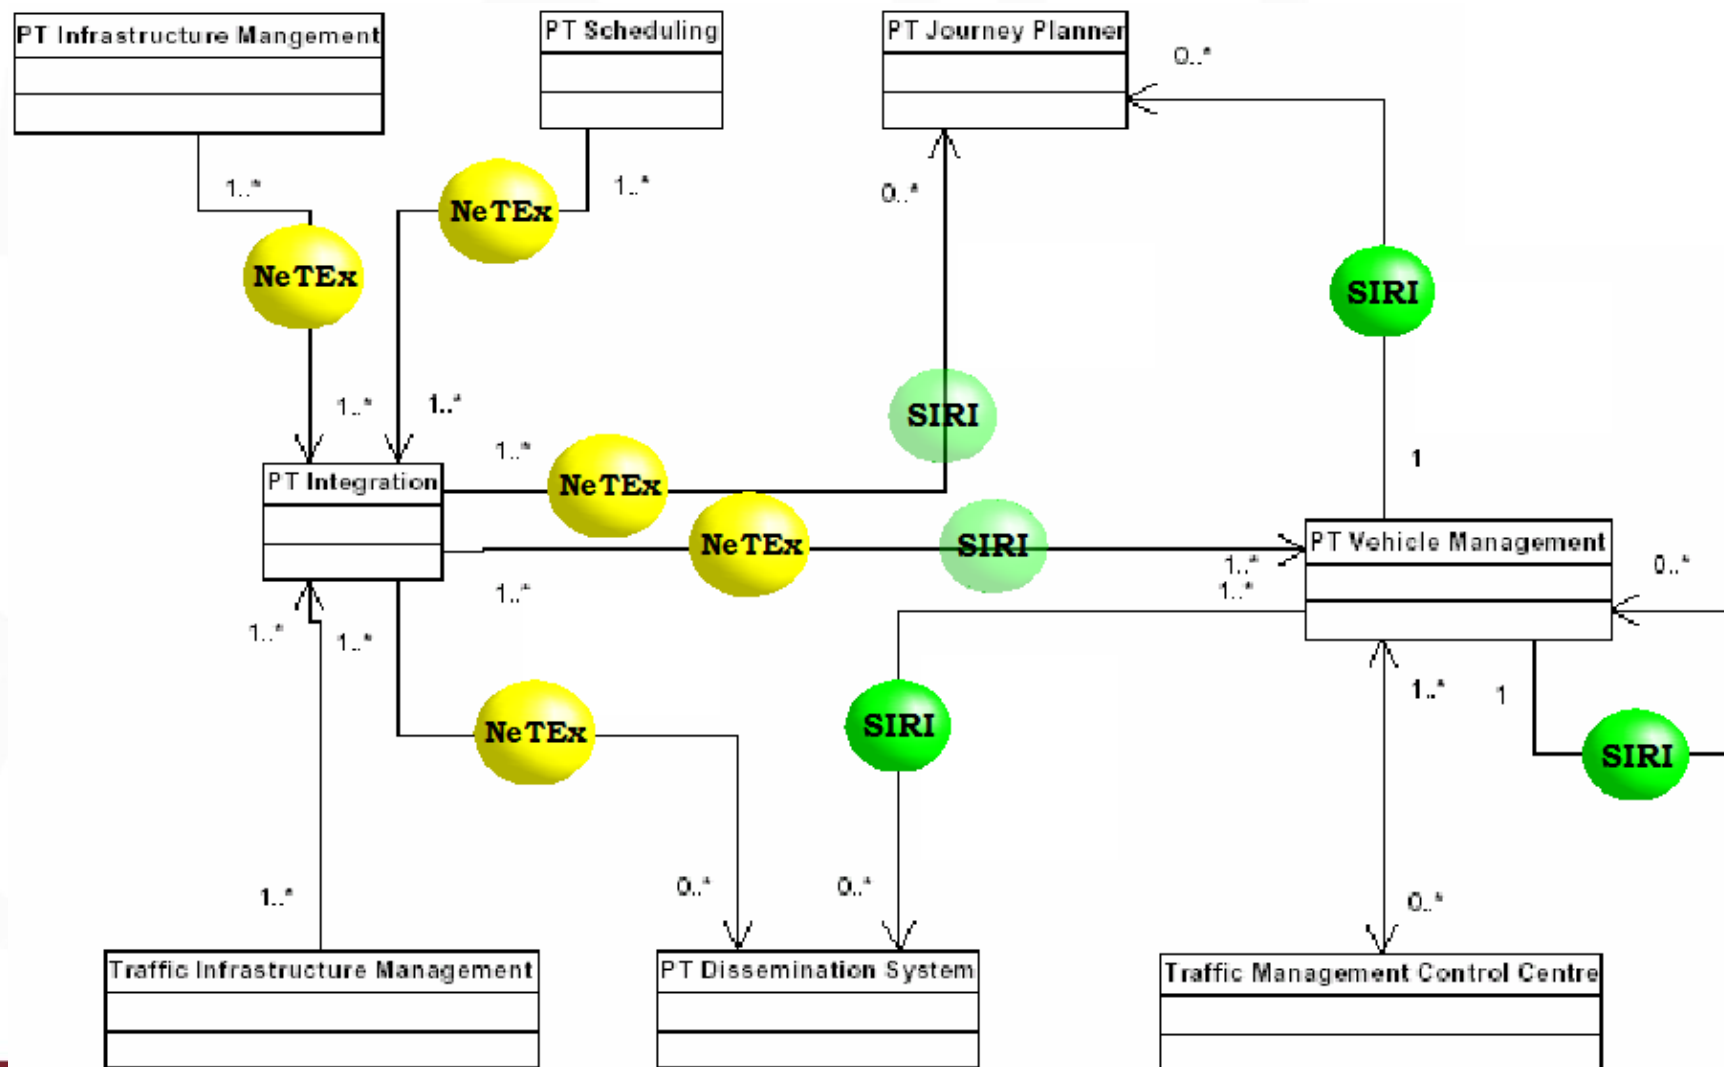 PT Infrastructure Mangement
PT Scheduling
PT Journey Planner
0..*
1..*
1..*
0..*
NeTEx
NeTEx
SIRI
1..*
1..*
SIRI
1..*
1
PT Integration
NeTEx
NeTEx
SIRI
PT Vehicle Management
1..*
1..*
0..*
1..*
1..*
1..*
1..*
1
NeTEx
SIRI
SIRI
1..*
0..*
0..*
0..*
Traffic Infrastructure Management
PT Dissemination System
Traffic Management Control Centre